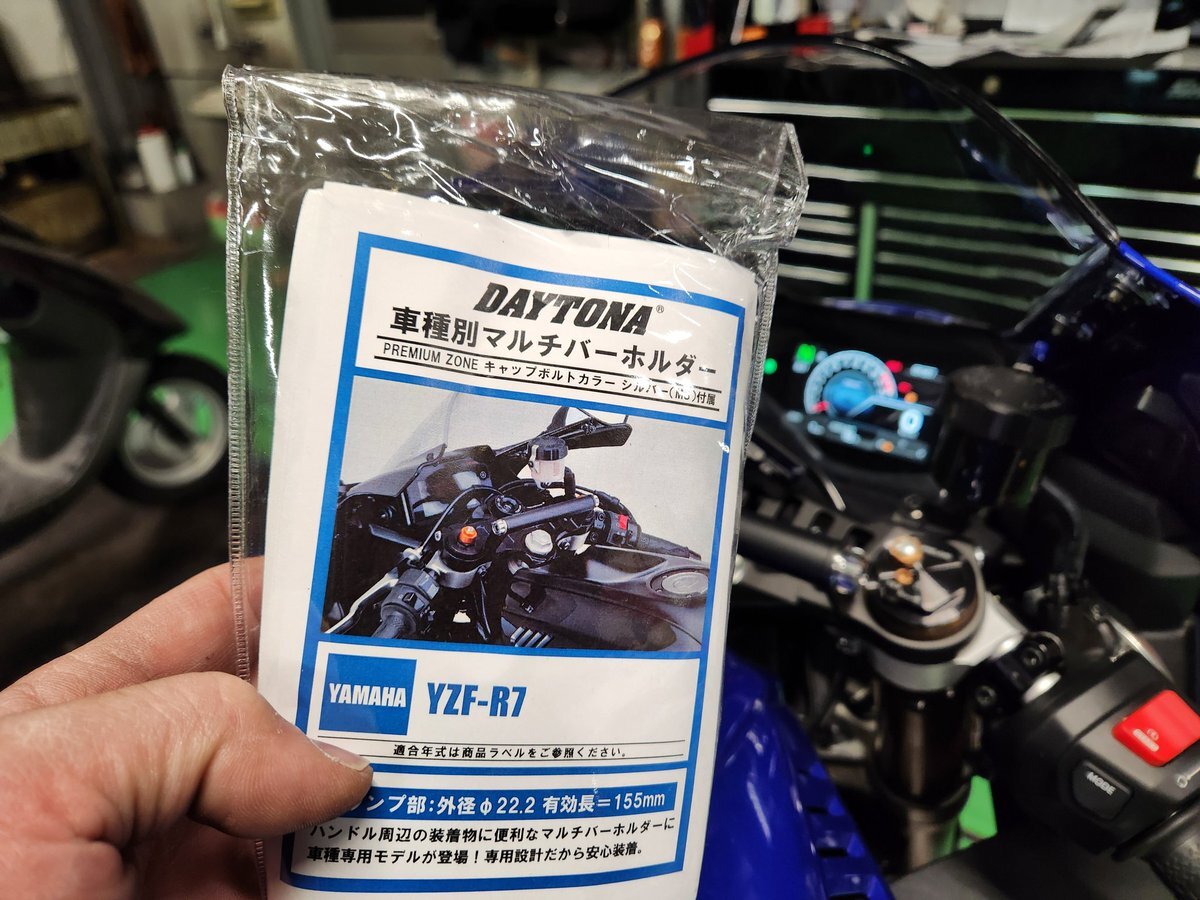 DAYTONA®
車種別マルチバーホルダー
PREMIUM ZONE キャップボルトカラー シルバー(M5)付属
YAMAHA YZF-R7
適合年式は商品ラベルをご参照ください。
ンプ部:外径φ22.2 有効長=155mm
ハンドル周辺の装着物に便利なマルチバーホルダーに
車種専用モデルが登場!専用設計だから安心装着。
MODE